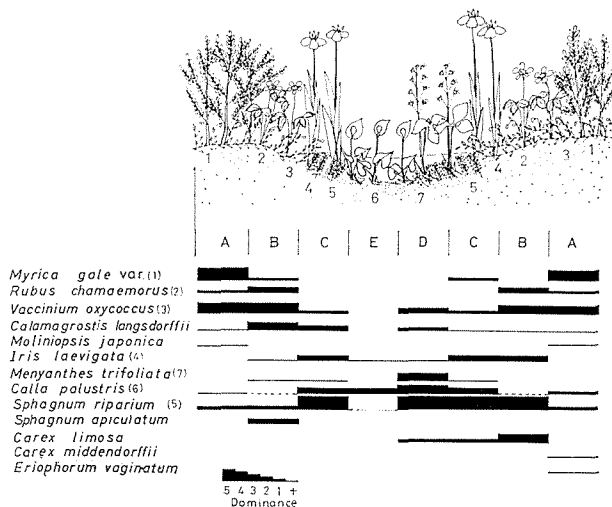 1 2 3 4 5 6 7 5 4 2 3 1
A B C E D C B A
Myrica gale var. (1)
Rubus chamaemorus (2)
Vaccinium oxycoccus (3)
Calamagrostis langsdorffii
Moliniopsis japonica
Iris laevigata (4)
Menyanthes trifoliata (7)
Calla palustris (6)
Sphagnum riparium (5)
Sphagnum apiculatum
Carex limosa
Carex middendorffii
Eriophorum vaginatum
5 4 3 2 1 +
Dominance